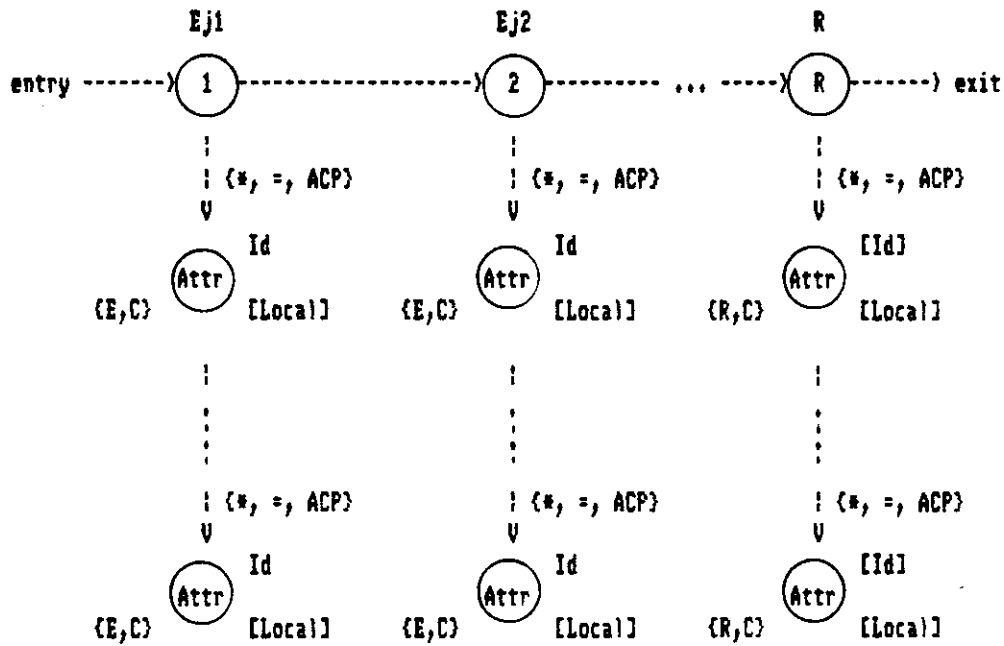 Ej1 Ej2 R
entry 1 2 ... R exit
{*, =, ACP} {*, =, ACP} {*, =, ACP}
Id Id [Id]
Attr Attr Attr
{E,C} [Local] {E,C} [Local] {R,C} [Local]
{*, =, ACP} {*, =, ACP} {*, =, ACP}
Id Id [Id]
Attr Attr Attr
{E,C} [Local] {E,C} [Local] {R,C} [Local]